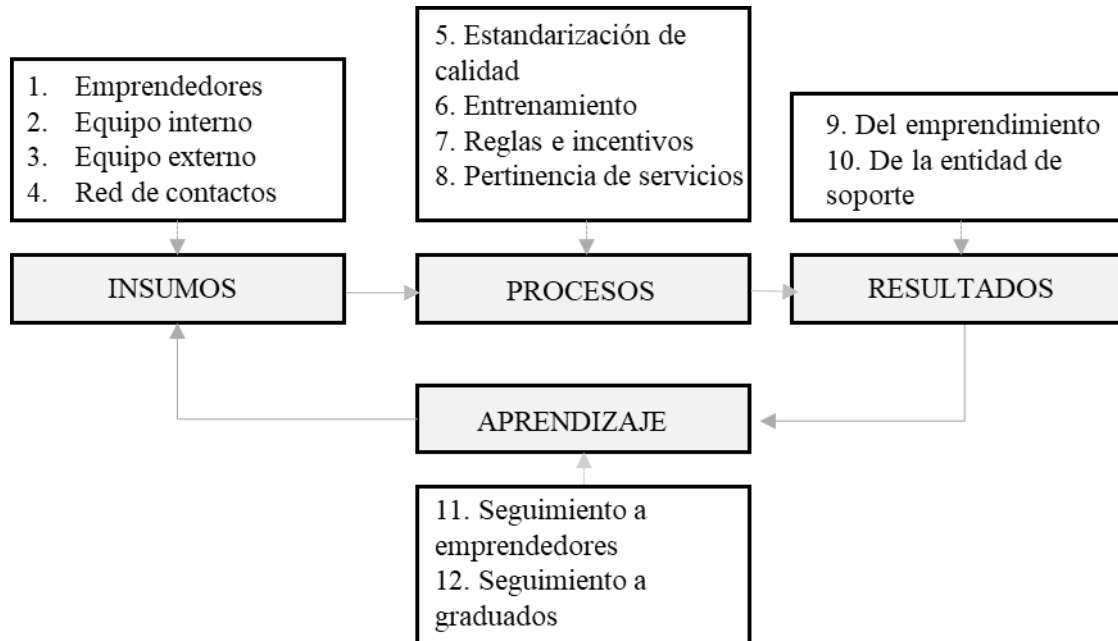 1. Emprendedores
2. Equipo interno
3. Equipo externo
4. Red de contactos
5. Estandarización de
calidad
6. Entrenamiento
7. Reglas e incentivos
8. Pertinencia de servicios
9. Del emprendimiento
10. De la entidad de
soporte
INSUMOS
PROCESOS
RESULTADOS
APRENDIZAJE
11. Seguimiento a
emprendedores
12. Seguimiento a
graduados